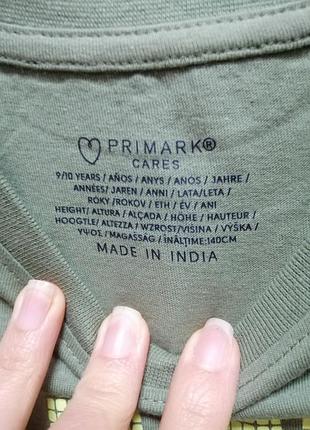 PRIMARK®
CARES
9/10 YEARS / AÑOS / ANYS / ANOS / JAHRE /
ANNÉES/ JAREN / ANNI / LATA/LETA /
ROKY /ROKOV / ETH / ÉV / ANI
HEIGHT/ ALTURA / ALÇADA / HÖHE / HAUTEUR /
HOOGTLE/ ALTEZZA / WZROST/VIŠINA / VÝŠKA /
ΥΨΟΣ / MAGASSÁG / ÎNĂLŢIME:140CM
MADE IN INDIA